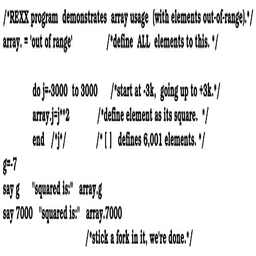 /*REXX program demonstrates array usage (with elements out-of-range).*/
array. = 'out of range' /*define ALL elements to this. */
do j=-3000 to 3000 /*start at -3k, going up to +3k.*/
array.j=j**2 /*define element as its square. */
end /*j*/ /* [ ] defines 6,001 elements. */
g=-7
say g "squared is:" array.g
say 7000 "squared is:" array.7000
/*stick a fork in it, we're done.*/